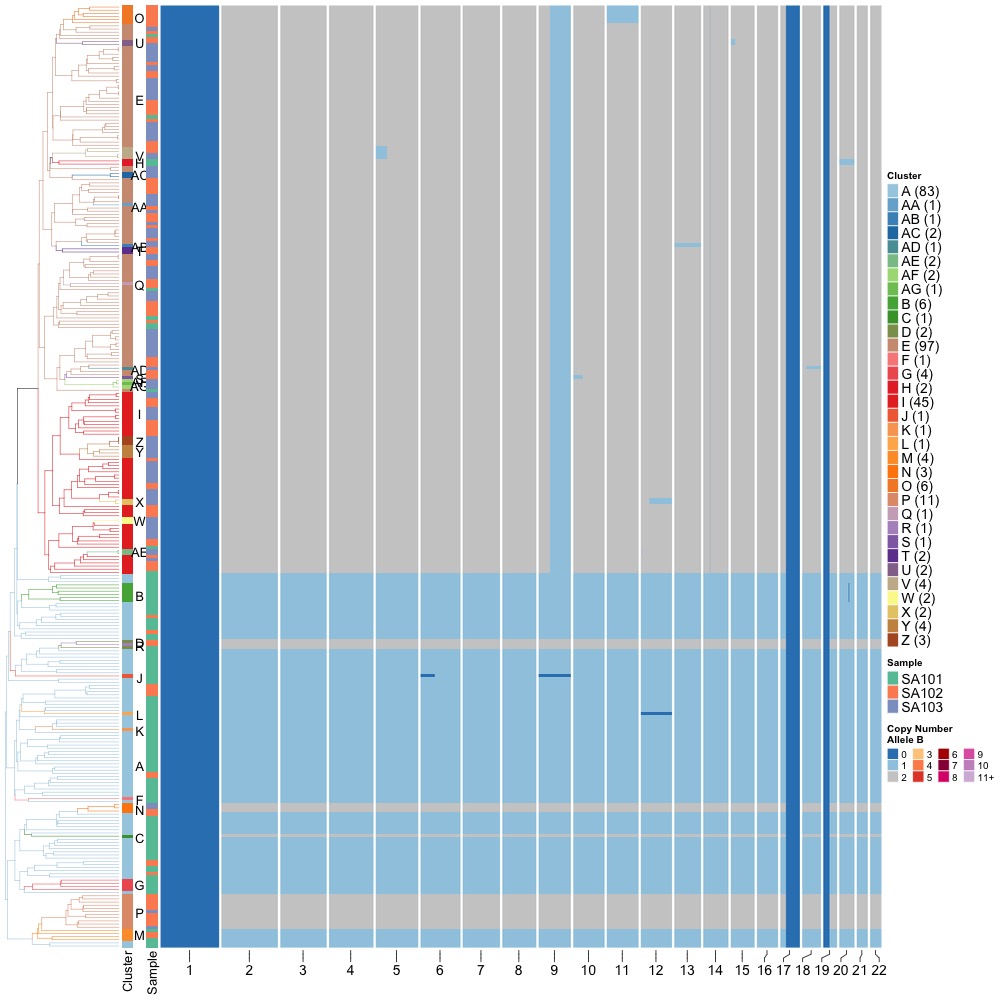 O
U
E
V
H
AC
AA
Q
AD
AG
I
Z
Y
X
W
AE
B
R
J
L
K
A
F
N
C
G
P
M
Cluster
Sample
1 2 3 4 5 6 7 8 9 10 11 12 13 14 15 16 17 18 19 20 21 22
Cluster
A (83)
AA (1)
AB (1)
AC (2)
AD (1)
AE (2)
AF (2)
AG (1)
B (6)
C (1)
D (2)
E (97)
F (1)
G (4)
H (2)
I (45)
J (1)
K (1)
L (1)
M (4)
N (3)
O (6)
P (11)
Q (1)
R (1)
S (1)
T (2)
U (2)
V (4)
W (2)
X (2)
Y (4)
Z (3)
Sample
SA101
SA102
SA103
Copy Number
Allele B
0 3 6 9
1 4 7 10
2 5 8 11+